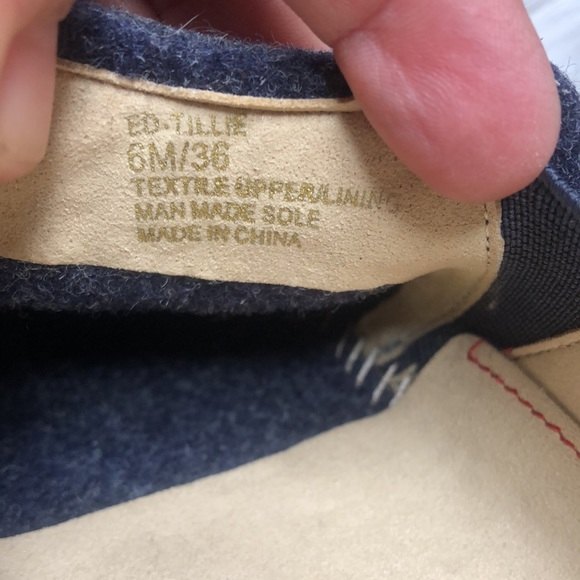 ED-TILLIE
6M/36
TEXTILE UPPER/LINING
MAN MADE SOLE
MADE IN CHINA